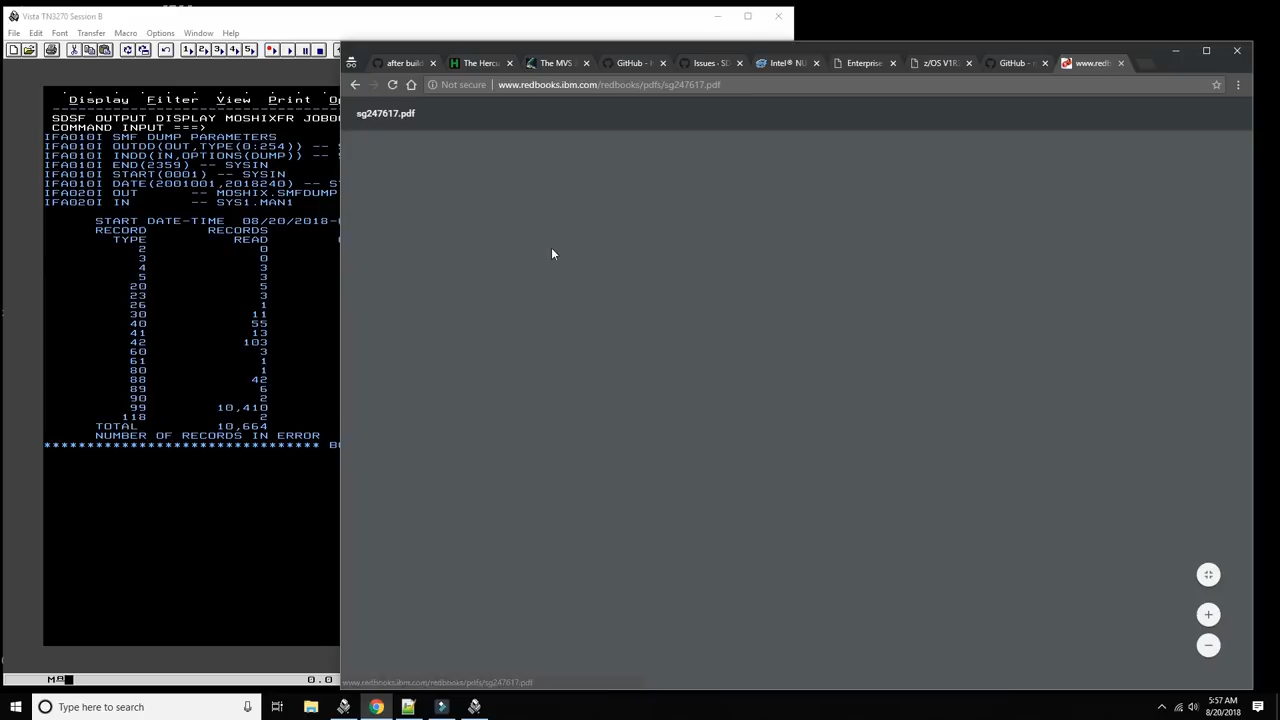 Vista TN3270 Session B
File Edit Font Transfer Macro Options Window Help
Display Filter View Print
SDSF OUTPUT DISPLAY MOSHIXFR JOB0
COMMAND INPUT ===>
IFA010I SMF DUMP PARAMETERS
IFA010I OUTDD(OUT,TYPE(0:254)) --
IFA010I INDD(IN,OPTIONS(DUMP)) --
IFA010I END(2359) -- SYSIN
IFA010I START(0001) -- SYSIN
IFA010I DATE(2001001,2018240) --
IFA020I OUT -- MOSHIX.SMFDUMP
IFA020I IN -- SYS1.MAN1
START DATE-TIME 08/20/2018-
RECORD RECORDS
TYPE READ
2 0
3 0
4 3
5 3
20 5
23 3
26 1
30 11
40 55
41 13
42 103
60 3
61 1
80 1
88 42
89 6
90 2
99 10,410
118 2
TOTAL 10,664
NUMBER OF RECORDS IN ERROR
****************************** B
M 0.0
after build The Hercu The MVS GitHub - Issues - SD Intel® NU Enterprise z/OS V1R GitHub - www.redb
Not secure www.redbooks.ibm.com/redbooks/pdfs/sg247617.pdf
sg247617.pdf
www.redbooks.ibm.com/redbooks/pdfs/sg247617.pdf
Type here to search
5:57 AM
8/20/2018